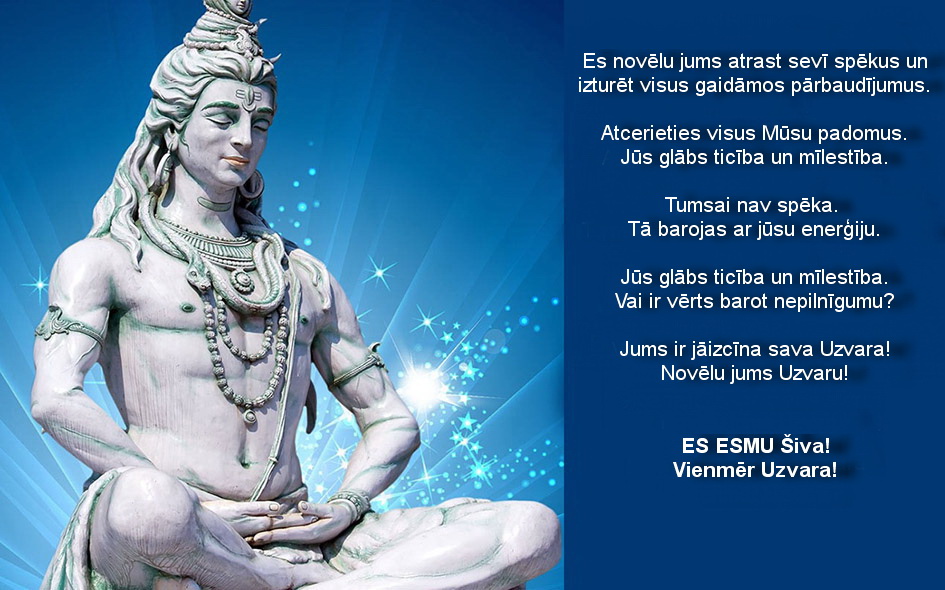 Es novēlu jums atrast sevī spēkus un
izturēt visus gaidāmos pārbaudījumus.
Atcerieties visus Mūsu padomus.
Jūs glābs ticība un mīlestība.
Tumsai nav spēka.
Tā barojas ar jūsu enerģiju.
Jūs glābs ticība un mīlestība.
Vai ir vērts barot nepilnīgumu?
Jums ir jāizcīna sava Uzvara!
Novēlu jums Uzvaru!
ES ESMU Šiva!
Vienmēr Uzvara!